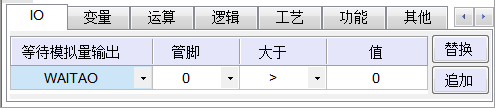 IO 变量 运算 逻辑 工艺 功能 其他
等待模拟量输出 管脚 大于 值 替换
WAITAO 0 > 0 追加